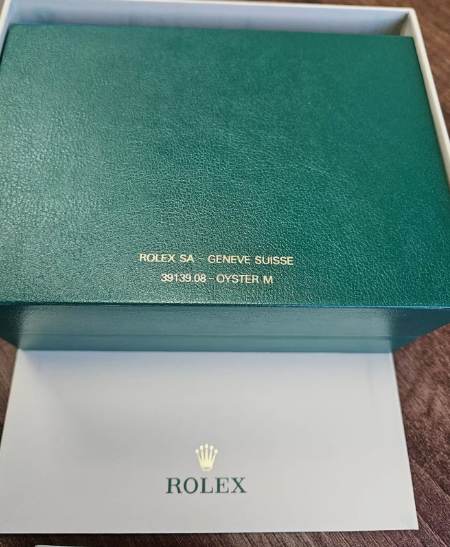 ROLEX SA - GENEVE SUISSE
39139.08 - OYSTER M
ROLEX